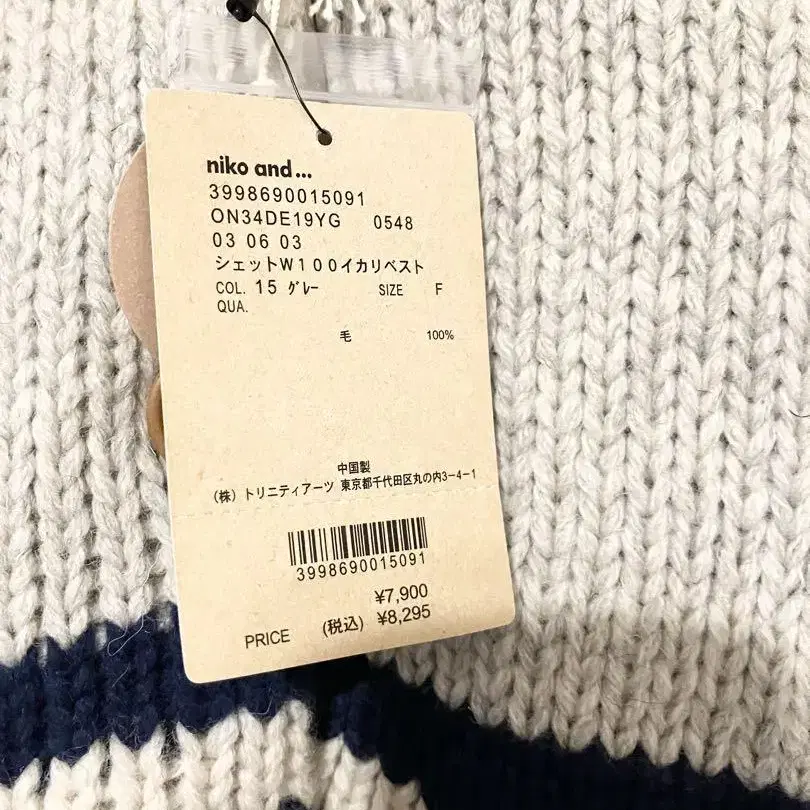 niko and...
3998690015091
ON34DE19YG 0548
03 06 03
シェットW100イカリベスト
COL. 15 グレー SIZE F
QUA.
毛 100%
中国製
(株) トリニティアーツ 東京都千代田区丸の内3-4-1
3998690015091
¥7,900
PRICE (税込) ¥8,295